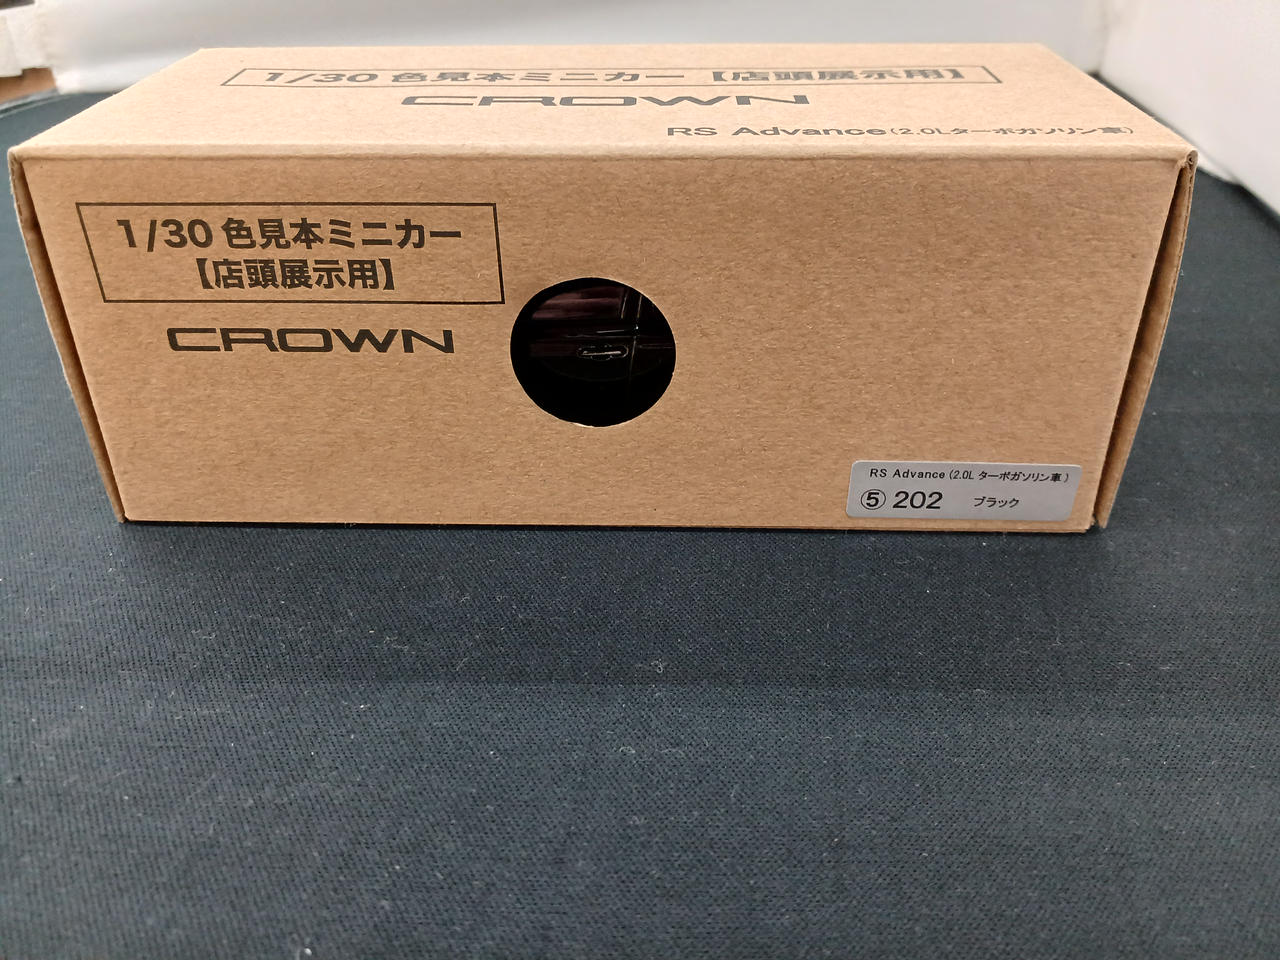 1/30 色見本ミニカー【店頭展示用】
CROWN
RS Advance(2.0Lターボガソリン車)
1/30 色見本ミニカー
【店頭展示用】
CROWN
RS Advance(2.0L ターボガソリン車)
⑤ 202 ブラック